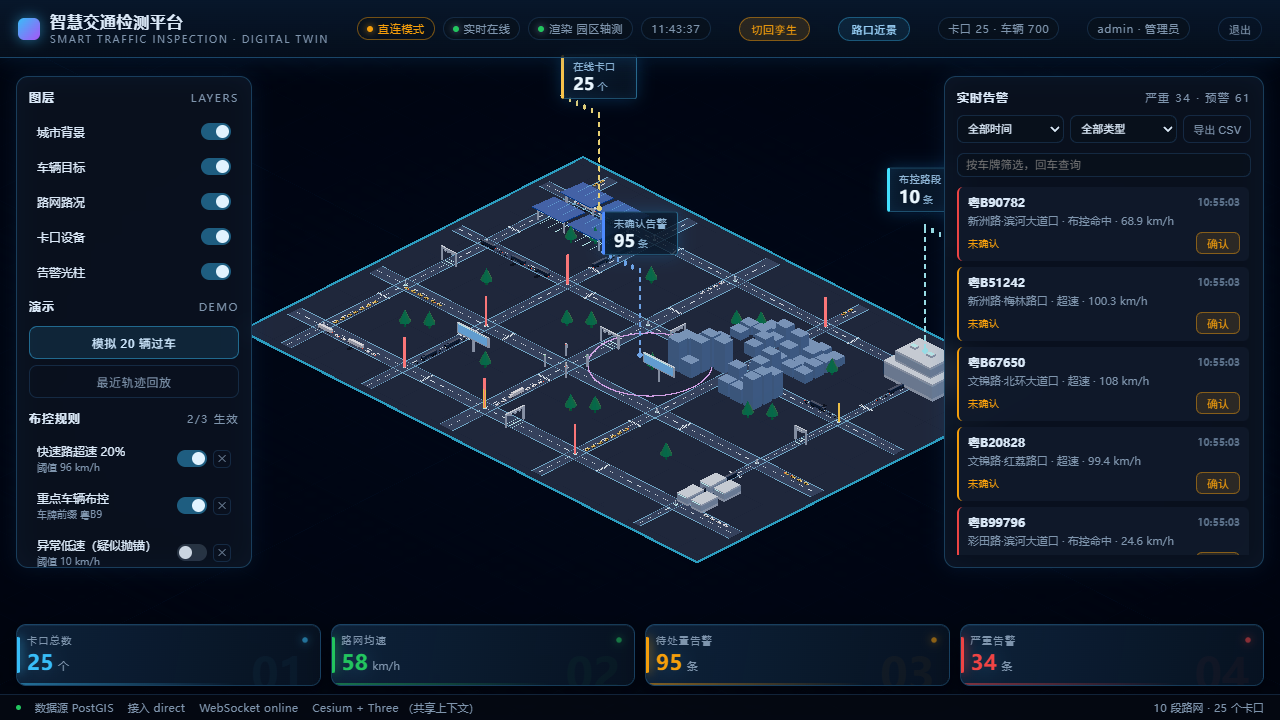 智慧交通检测平台
SMART TRAFFIC INSPECTION · DIGITAL TWIN
直连模式
实时在线
渲染 园区轴测
11:43:37
切回孪生
路口近景
卡口 25 · 车辆 700
admin · 管理员
退出
图层 LAYERS
城市背景
车辆目标
路网路况
卡口设备
告警光柱
演示 DEMO
模拟 20 辆过车
最近轨迹回放
布控规则 2/3 生效
快速路超速 20%
阈值 96 km/h
重点车辆布控
车牌前缀 粤B9
异常低速（疑似抛锚）
阈值 10 km/h
在线卡口
25 个
未确认告警
95 条
布控路段
10 条
实时告警 严重 34 · 预警 61
全部时间 全部类型 导出 CSV
按车牌筛选，回车查询
粤B90782 10:55:03
新洲路·滨河大道口 · 布控命中 · 68.9 km/h
未确认 确认
粤B51242 10:55:03
新洲路·梅林路口 · 超速 · 100.3 km/h
未确认 确认
粤B67650 10:55:03
文锦路·北环大道口 · 超速 · 108 km/h
未确认 确认
粤B20828 10:55:03
文锦路·红荔路口 · 超速 · 99.4 km/h
未确认 确认
粤B99796 10:55:03
彩田路·滨河大道口 · 布控命中 · 24.6 km/h
卡口总数
25 个
01
路网均速
58 km/h
02
待处置告警
95 条
03
严重告警
34 条
04
数据源 PostGIS 接入 direct WebSocket online Cesium + Three （共享上下文）
10 段路网 · 25 个卡口